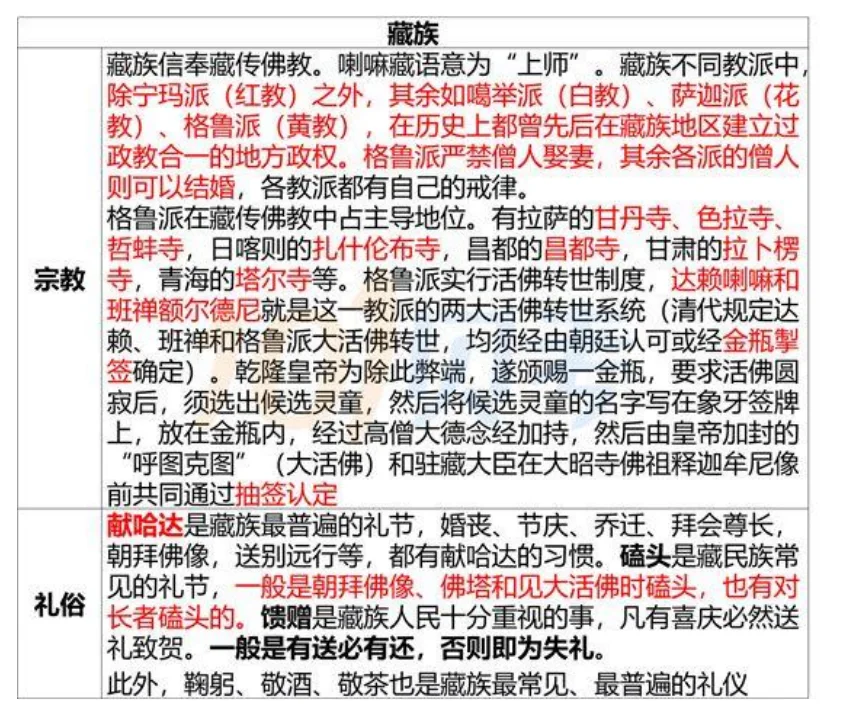 藏族
藏族信奉藏传佛教。喇嘛藏语意为“上师”。藏族不同教派中，
除宁玛派（红教）之外，其余如噶举派（白教）、萨迦派（花
教）、格鲁派（黄教），在历史上都曾先后在藏族地区建立过
政教合一的地方政权。格鲁派严禁僧人娶妻，其余各派的僧人
则可以结婚，各教派都有自己的戒律。
格鲁派在藏传佛教中占主导地位。有拉萨的甘丹寺、色拉寺、
哲蚌寺，日喀则的扎什伦布寺，昌都的昌都寺，甘肃的拉卜楞
宗教
寺，青海的塔尔寺等。格鲁派实行活佛转世制度，达赖喇嘛和
班禅额尔德尼就是这一教派的两大活佛转世系统（清代规定达
赖、班禅和格鲁派大活佛转世，均须经由朝廷认可或经金瓶掣
签确定）。乾隆皇帝为除此弊端，遂颁赐一金瓶，要求活佛圆
寂后，须选出候选灵童，然后将候选灵童的名字写在象牙签牌
上，放在金瓶内，经过高僧大德念经加持，然后由皇帝加封的
“呼图克图”（大活佛）和驻藏大臣在大昭寺佛祖释迦牟尼像
前共同通过抽签认定
献哈达是藏族最普遍的礼节，婚丧、节庆、乔迁、拜会尊长，
朝拜佛像，送别远行等，都有献哈达的习惯。磕头是藏民族常
见的礼节，一般是朝拜佛像、佛塔和见大活佛时磕头，也有对
礼俗
长者磕头的。馈赠是藏族人民十分重视的事，凡有喜庆必然送
礼致贺。一般是有送必有还，否则即为失礼。
此外，鞠躬、敬酒、敬茶也是藏族最常见、最普遍的礼仪